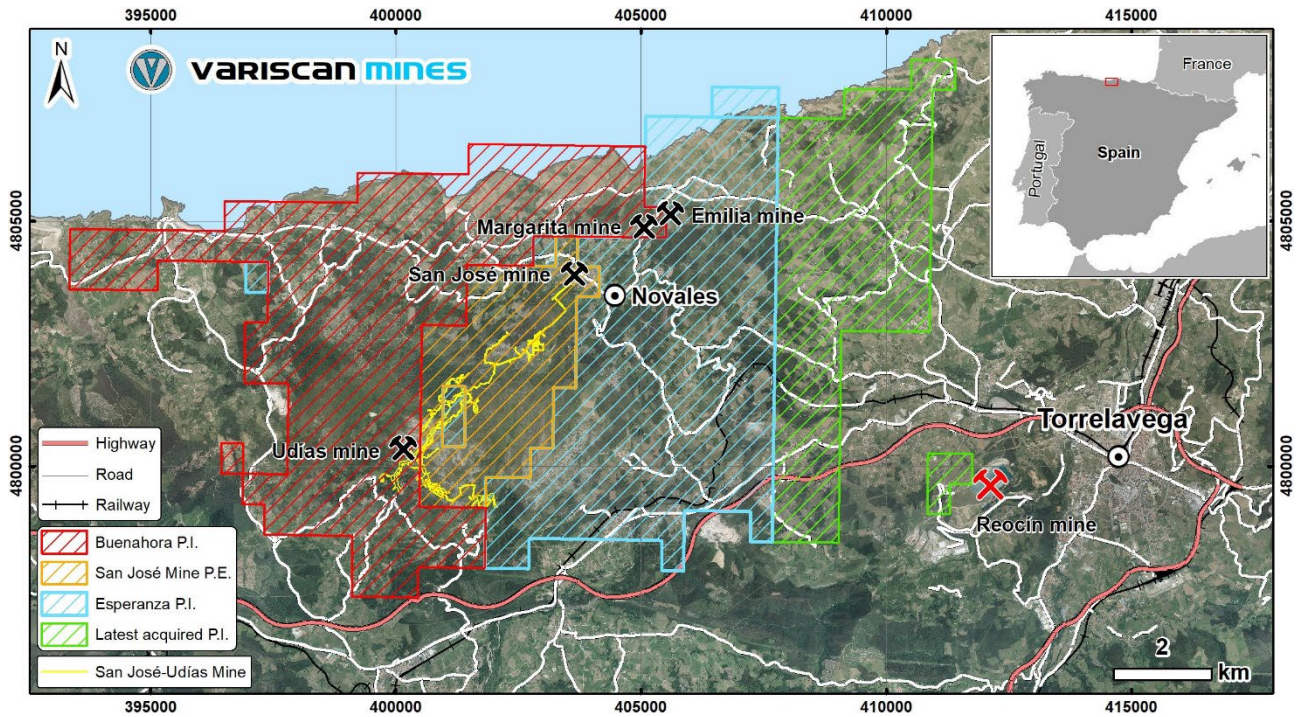 395000 400000 405000 410000 415000
N
VARISCAN MINES
France
Portugal
Spain
4805000 4805000
Margarita mine
Emilia mine
San José mine
Novales
Torrelavega
Udías mine
4800000 4800000
Reocín mine
Highway
Road
Railway
Buenahora P.I.
San José Mine P.E.
Esperanza P.I.
Latest acquired P.I.
San José-Udías Mine
2
km
395000 400000 405000 410000 415000